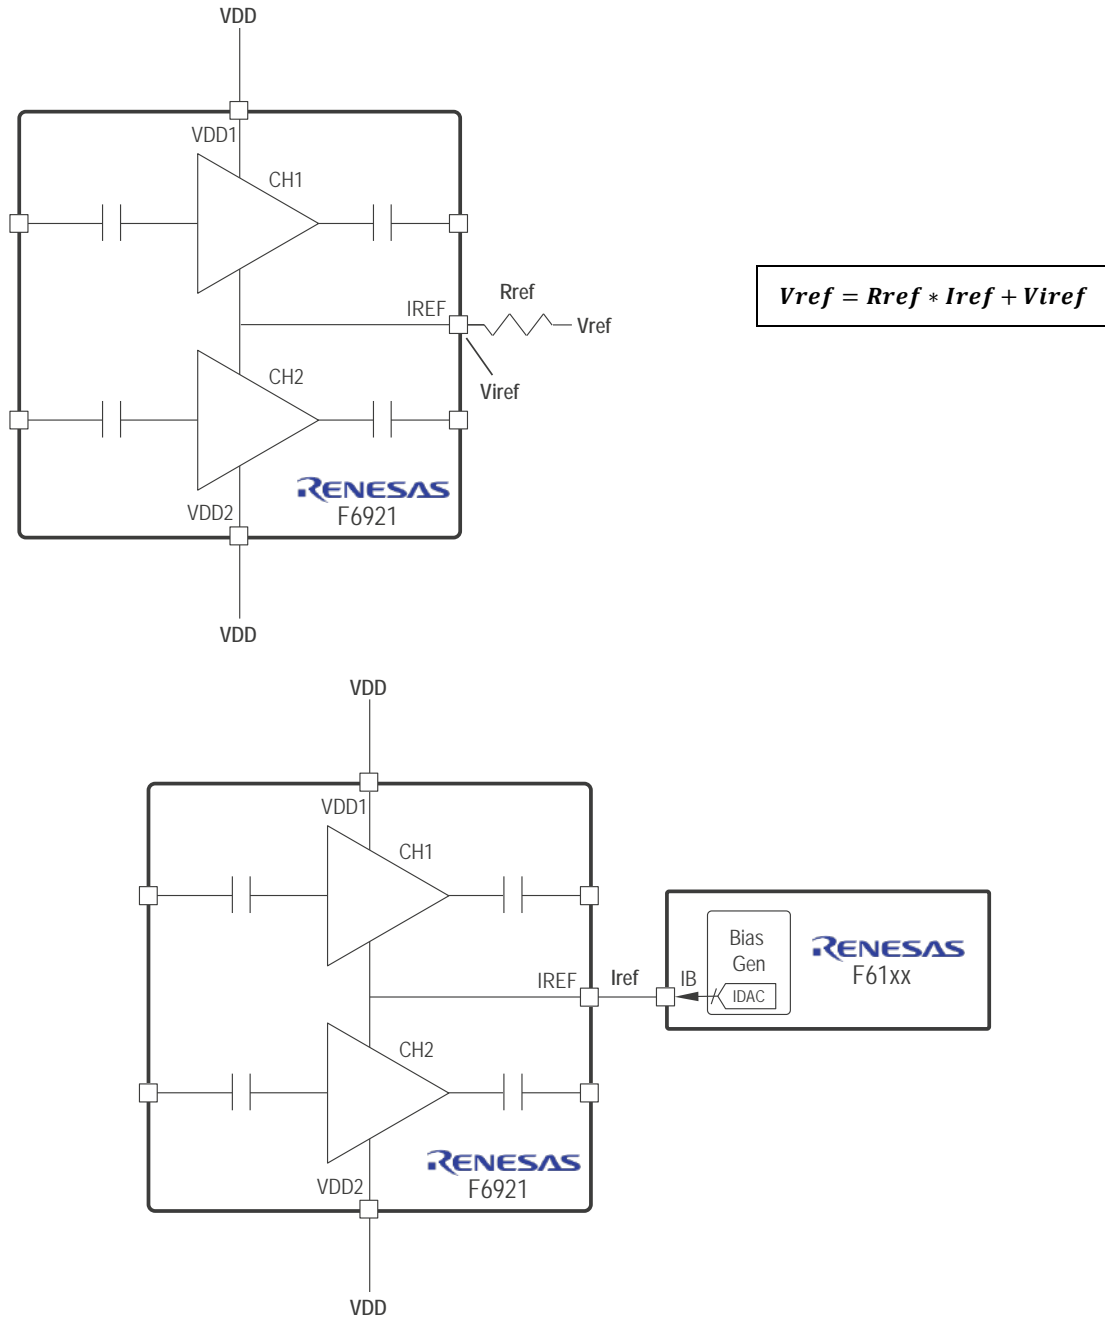 VDD
VDD1
CH1
IREF
Rref
Vref
Viref
CH2
RENESAS
F6921
VDD2
VDD
Vref = Rref * Iref + Viref
VDD
VDD1
CH1
IREF
Iref
IB
Bias
Gen
IDAC
RENESAS
F61xx
CH2
RENESAS
F6921
VDD2
VDD